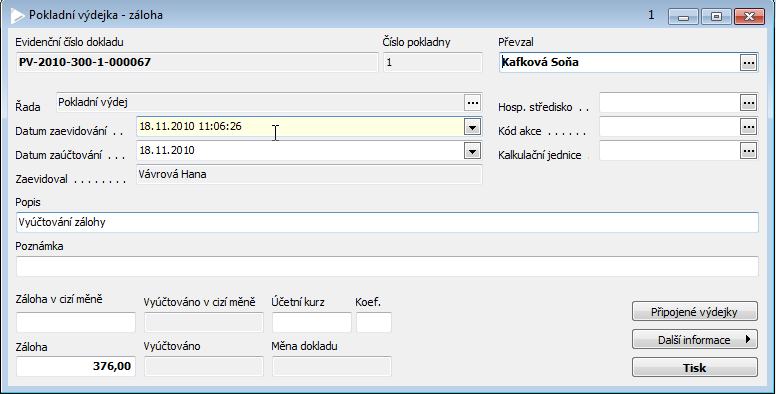 Pokladní výdejka - záloha 1
Evidenční číslo dokladu Číslo pokladny Převzal
PV-2010-300-1-000067 1 Kafková Soňa ...
Řada Pokladní výdej ... Hosp. středisko . . ...
Datum zaevidování . . 18.11.2010 11:06:26 Kód akce . . . . . . ...
Datum zaúčtování . . . 18.11.2010 Kalkulační jednice . ...
Zaevidoval . . . . . . . . Vávrová Hana
Popis
Vyúčtování zálohy
Poznámka
Záloha v cizí měně Vyúčtováno v cizí měně Účetní kurz Koef.
Připojené výdejky
Záloha Vyúčtováno Měna dokladu Další informace
376,00 Tisk